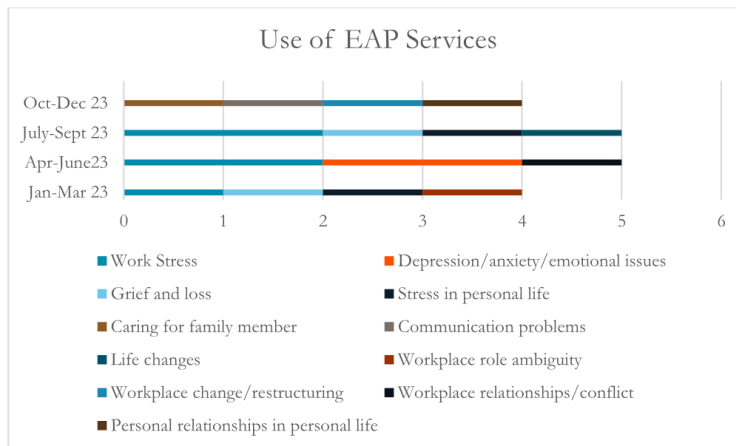 Use of EAP Services
Oct-Dec 23
July-Sept 23
Apr-June23
Jan-Mar 23
0 1 2 3 4 5 6
Work Stress Depression/anxiety/emotional issues
Grief and loss Stress in personal life
Caring for family member Communication problems
Life changes Workplace role ambiguity
Workplace change/restructuring Workplace relationships/conflict
Personal relationships in personal life